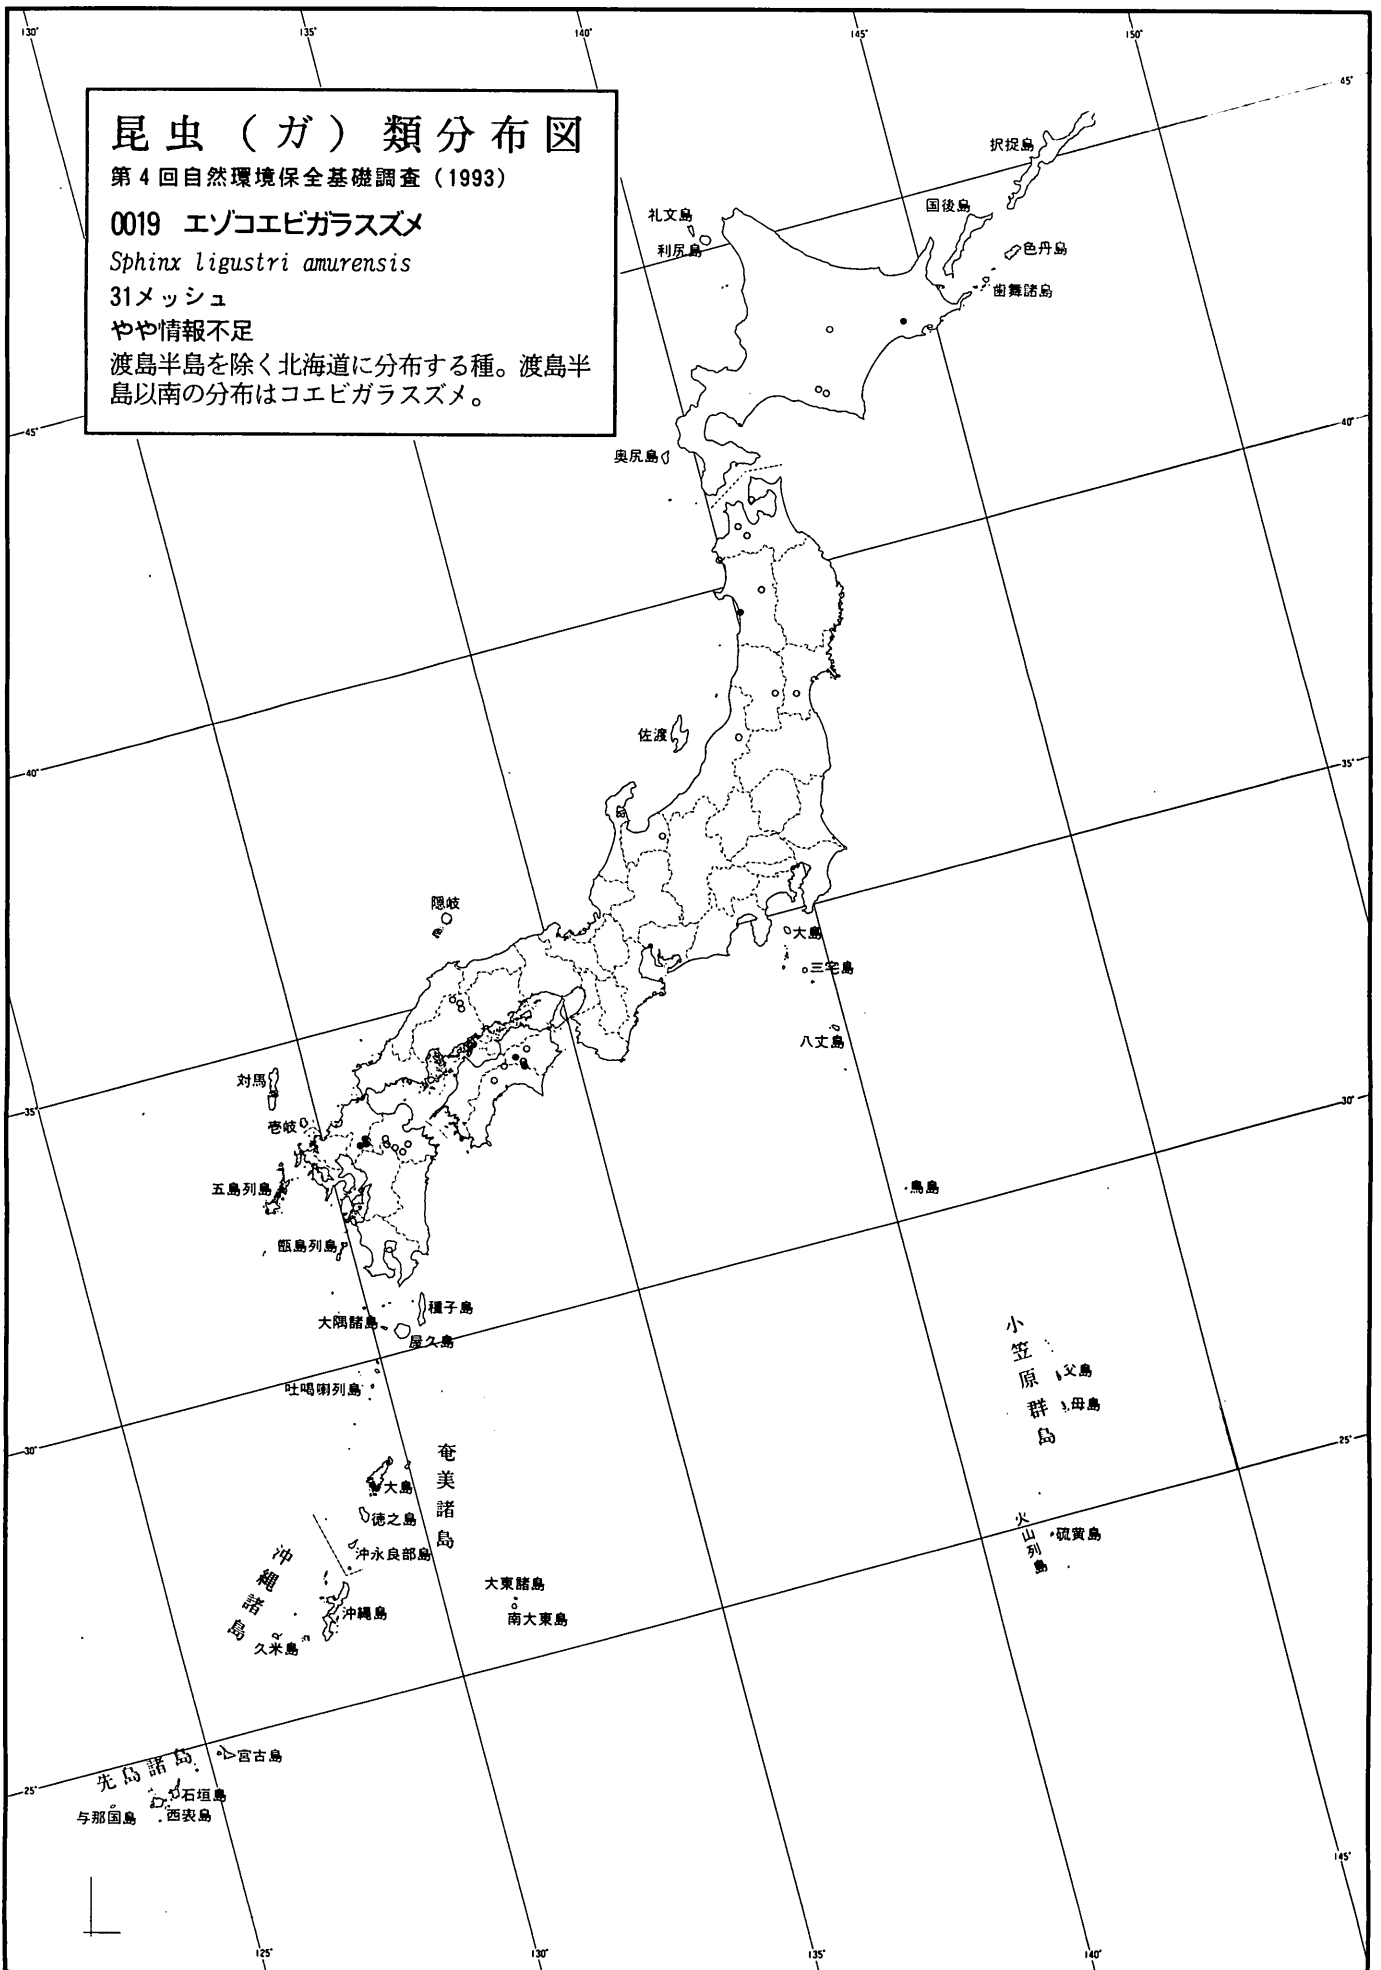 130°
135°
140°
145°
150°
45°
昆虫（ガ）類分布図
第4回自然環境保全基礎調査（1993）
0019 エゾコエビガラスズメ
Sphinx ligustri amurensis
31メッシュ
やや情報不足
渡島半島を除く北海道に分布する種。渡島半
島以南の分布はコエビガラスズメ。
択捉島
国後島
色丹島
歯舞諸島
礼文島
利尻島
奥尻島
45°
40°
佐渡
40°
35°
隠岐
大島
三宅島
八丈島
対馬
壱岐
35°
30°
五島列島
鳥島
甑島列島
種子島
大隅諸島
屋久島
吐喝喇列島
小笠原群島
父島
母島
30°
25°
奄美諸島
大島
徳之島
沖永良部島
火山列島
硫黄島
沖縄諸島
沖縄島
久米島
大東諸島
南大東島
先島諸島
宮古島
石垣島
西表島
与那国島
25°
145°
125°
130°
135°
140°